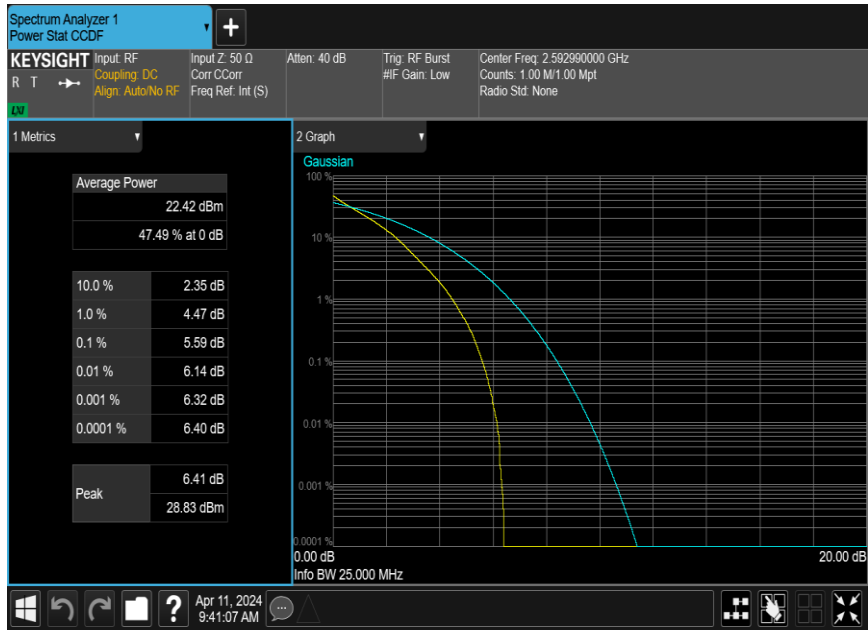 Spectrum Analyzer 1
Power Stat CCDF
+
KEYSIGHT
R T
LXI
Input: RF
Coupling: DC
Align: Auto/No RF
Input Z: 50 Ω
Corr CCorr
Freq Ref: Int (S)
Atten: 40 dB
Trig: RF Burst
#IF Gain: Low
Center Freq: 2.592990000 GHz
Counts: 1.00 M/1.00 Mpt
Radio Std: None
1 Metrics
Average Power
22.42 dBm
47.49 % at 0 dB
10.0 % 2.35 dB
1.0 % 4.47 dB
0.1 % 5.59 dB
0.01 % 6.14 dB
0.001 % 6.32 dB
0.0001 % 6.40 dB
Peak
6.41 dB
28.83 dBm
2 Graph
Gaussian
100 %
10 %
1 %
0.1 %
0.01 %
0.001 %
0.0001 %
0.00 dB 20.00 dB
Info BW 25.000 MHz
?
Apr 11, 2024
9:41:07 AM